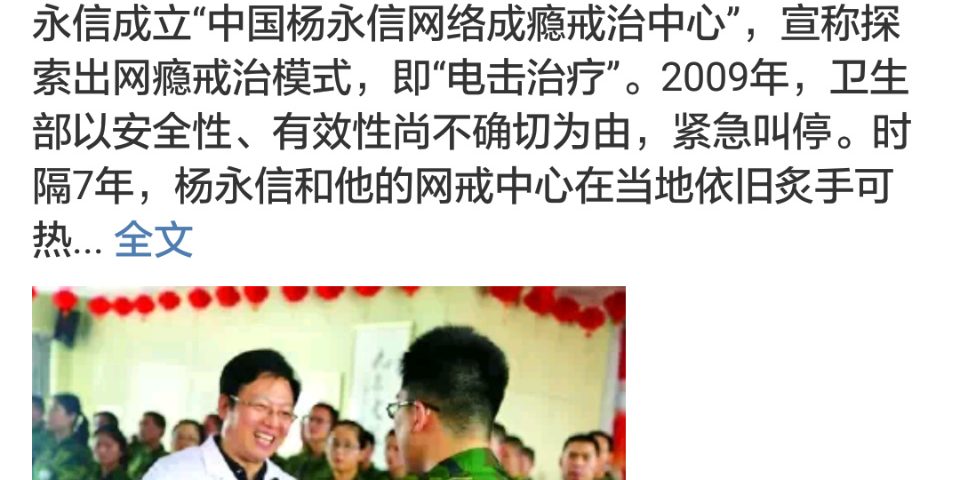 永信成立“中国杨永信网络成瘾戒治中心”，宣称探
索出网瘾戒治模式，即“电击治疗”。2009年，卫生
部以安全性、有效性尚不确切为由，紧急叫停。时
隔7年，杨永信和他的网戒中心在当地依旧炙手可
热... 全文